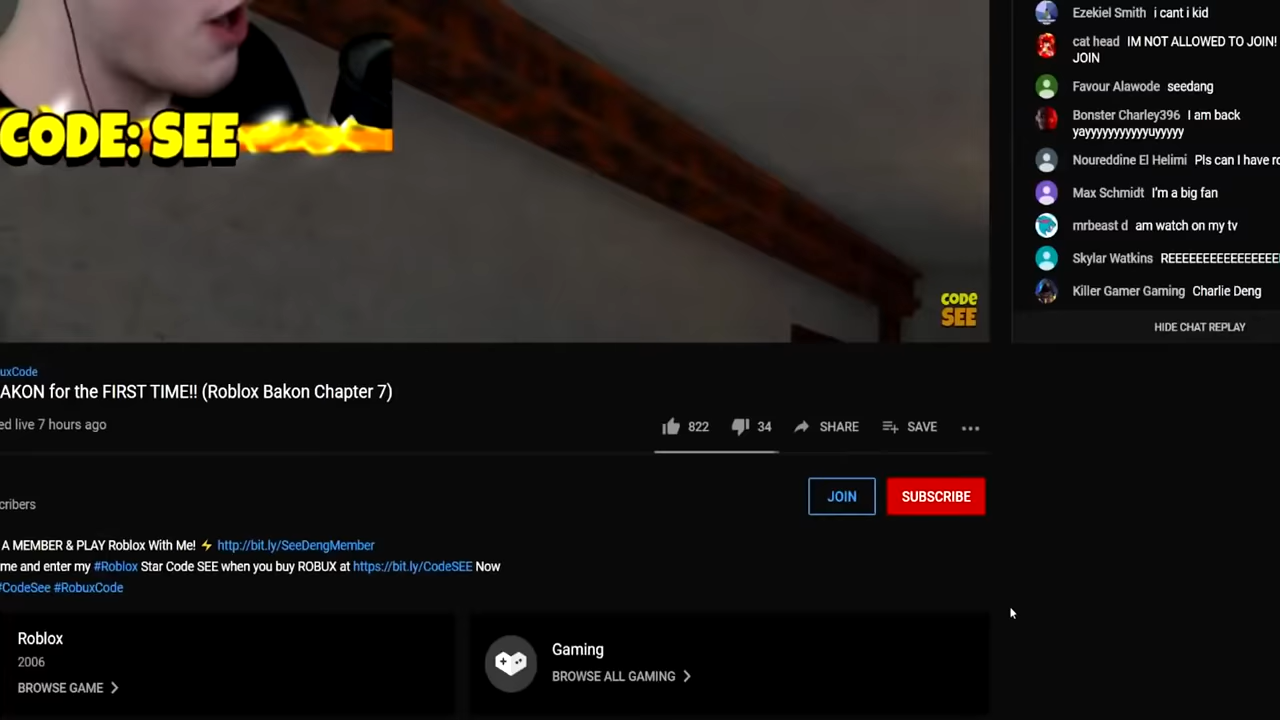 Ezekiel Smith i cant i kid
cat head IM NOT ALLOWED TO JOIN!
JOIN
Favour Alawode seedang
Bonster Charley396 I am back
yayyyyyyyyyyuyyyyy
Noureddine El Helimi Pls can I have
Max Schmidt I'm a big fan
mrbeast d am watch on my tv
Skylar Watkins REEEEEEEEEEEEEEEE
Killer Gamer Gaming Charlie Deng
HIDE CHAT REPLAY
CODE: SEE
CODE
SEE
uxCode
AKON for the FIRST TIME!! (Roblox Bakon Chapter 7)
ed live 7 hours ago
822 34 SHARE SAVE
cribers
JOIN SUBSCRIBE
A MEMBER & PLAY Roblox With Me! ⚡ http://bit.ly/SeeDengMember
me and enter my #Roblox Star Code SEE when you buy ROBUX at https://bit.ly/CodeSEE Now
#CodeSee #RobuxCode
Roblox
2006
BROWSE GAME
Gaming
BROWSE ALL GAMING